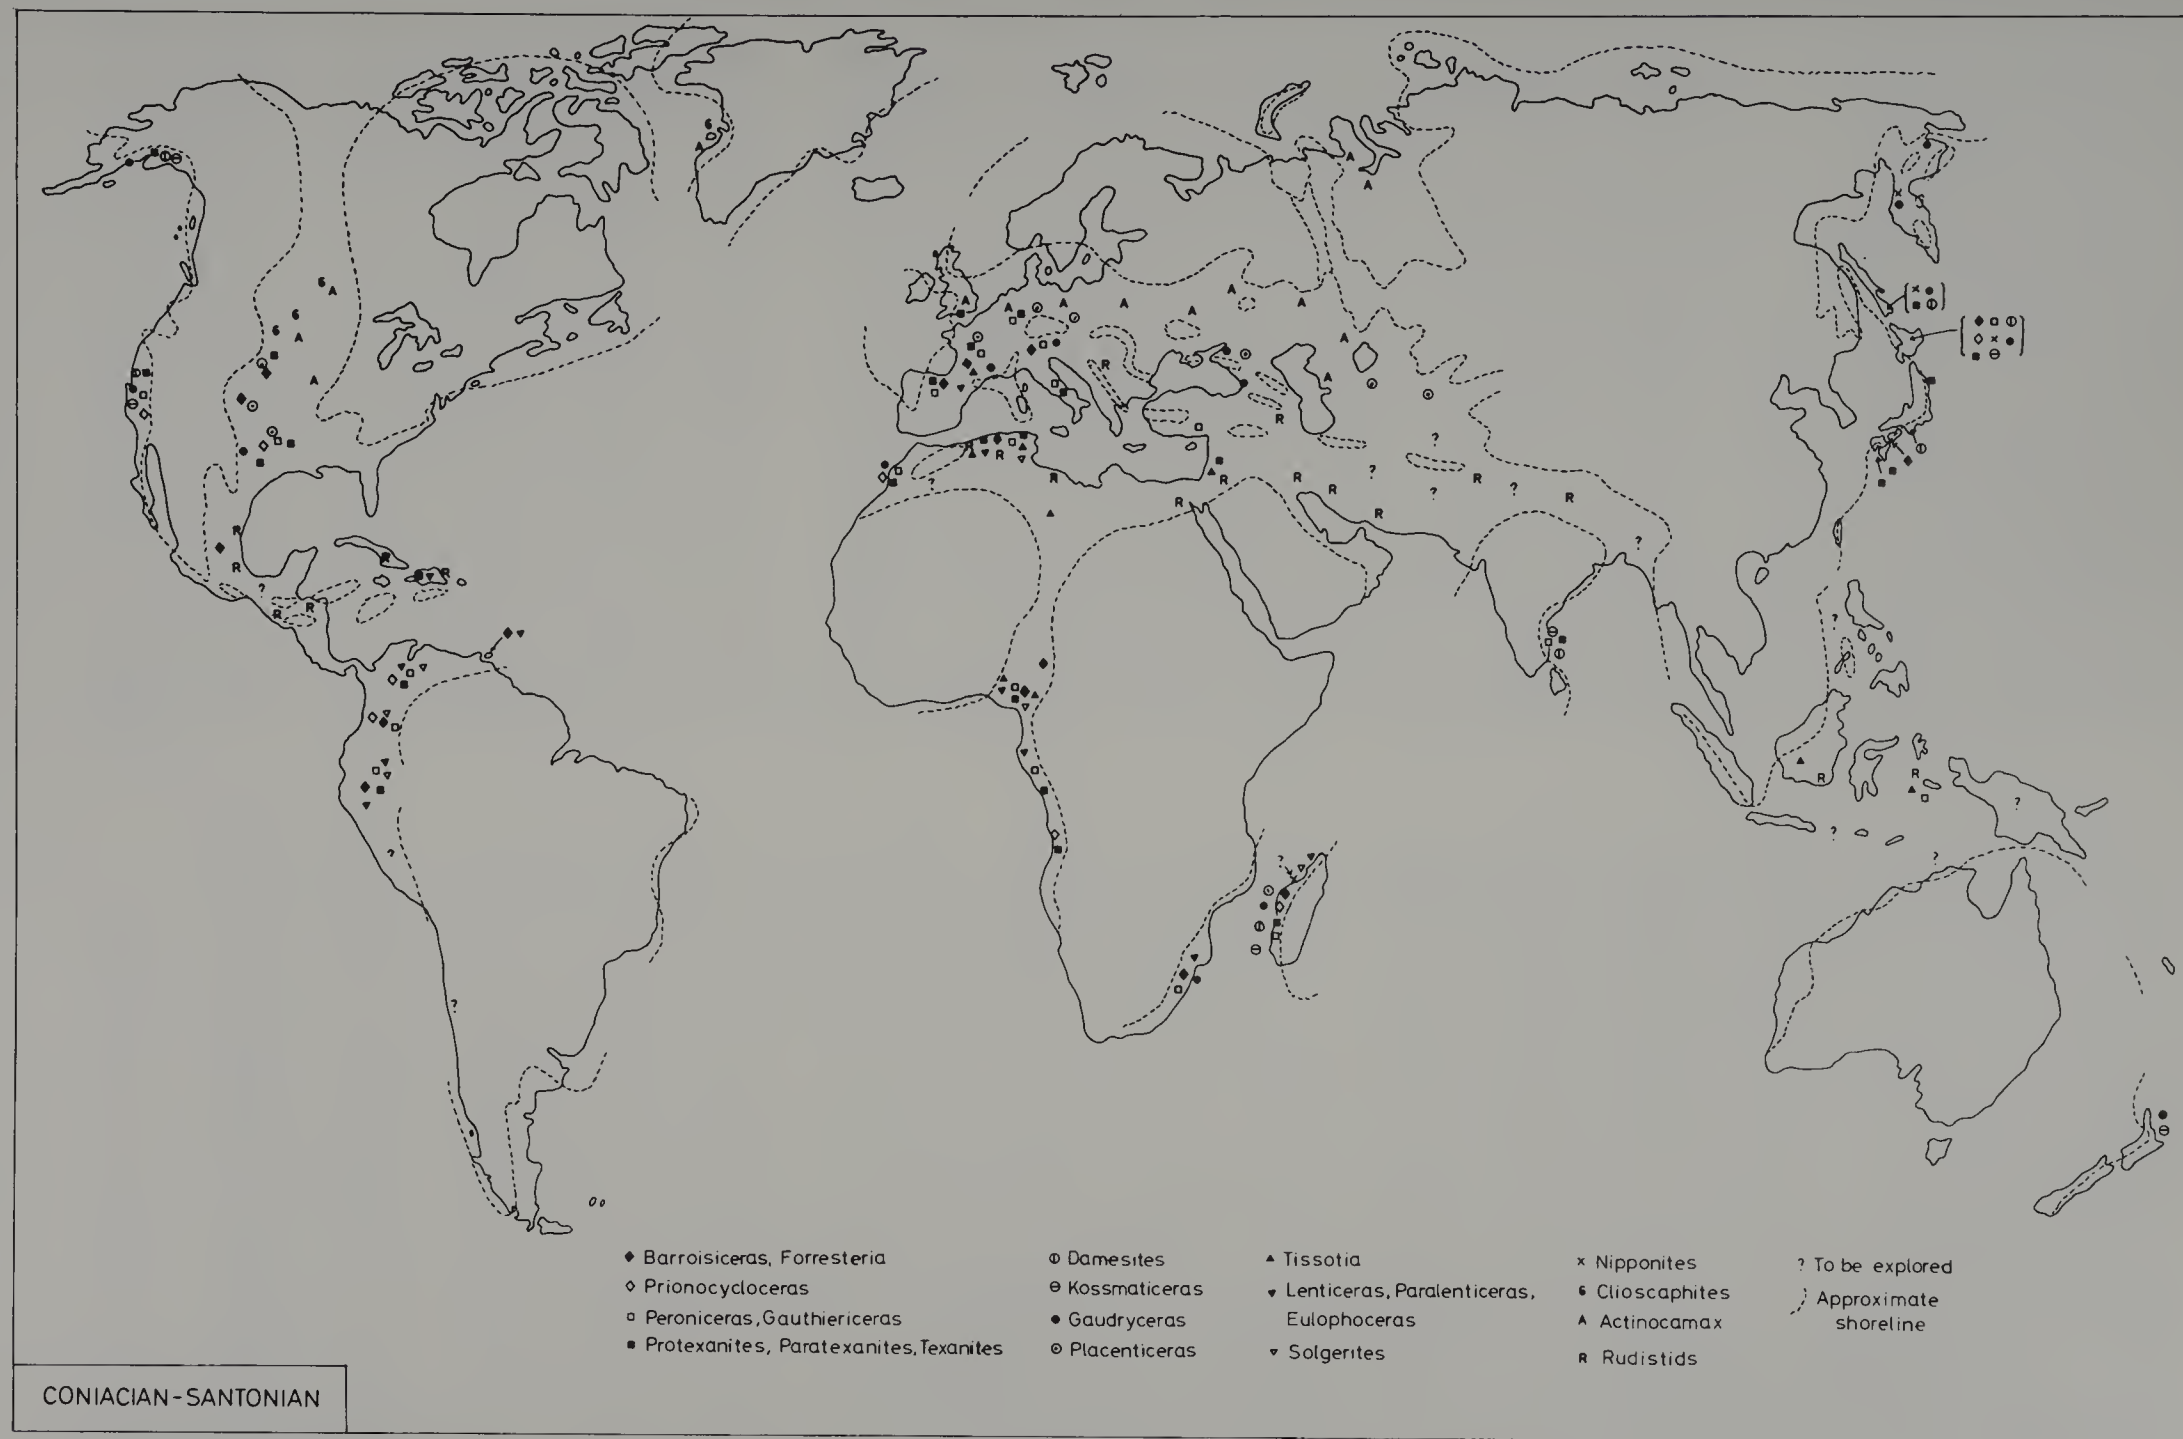 Barroisiceras, Forresteria
Prionocycloceras
Peroniceras, Gauthiericeras
Protexanites, Paratexanites, Texanites
Damesites
Kossmaticeras
Gaudryceras
Placenticeras
Tissotia
Lenticeras, Paralenticeras,
Eulophoceras
Solgerites
x Nipponites
Clioscaphites
A Actinocamax
R Rudistids
? To be explored
Approximate
shoreline
CONIACIAN-SANTONIAN